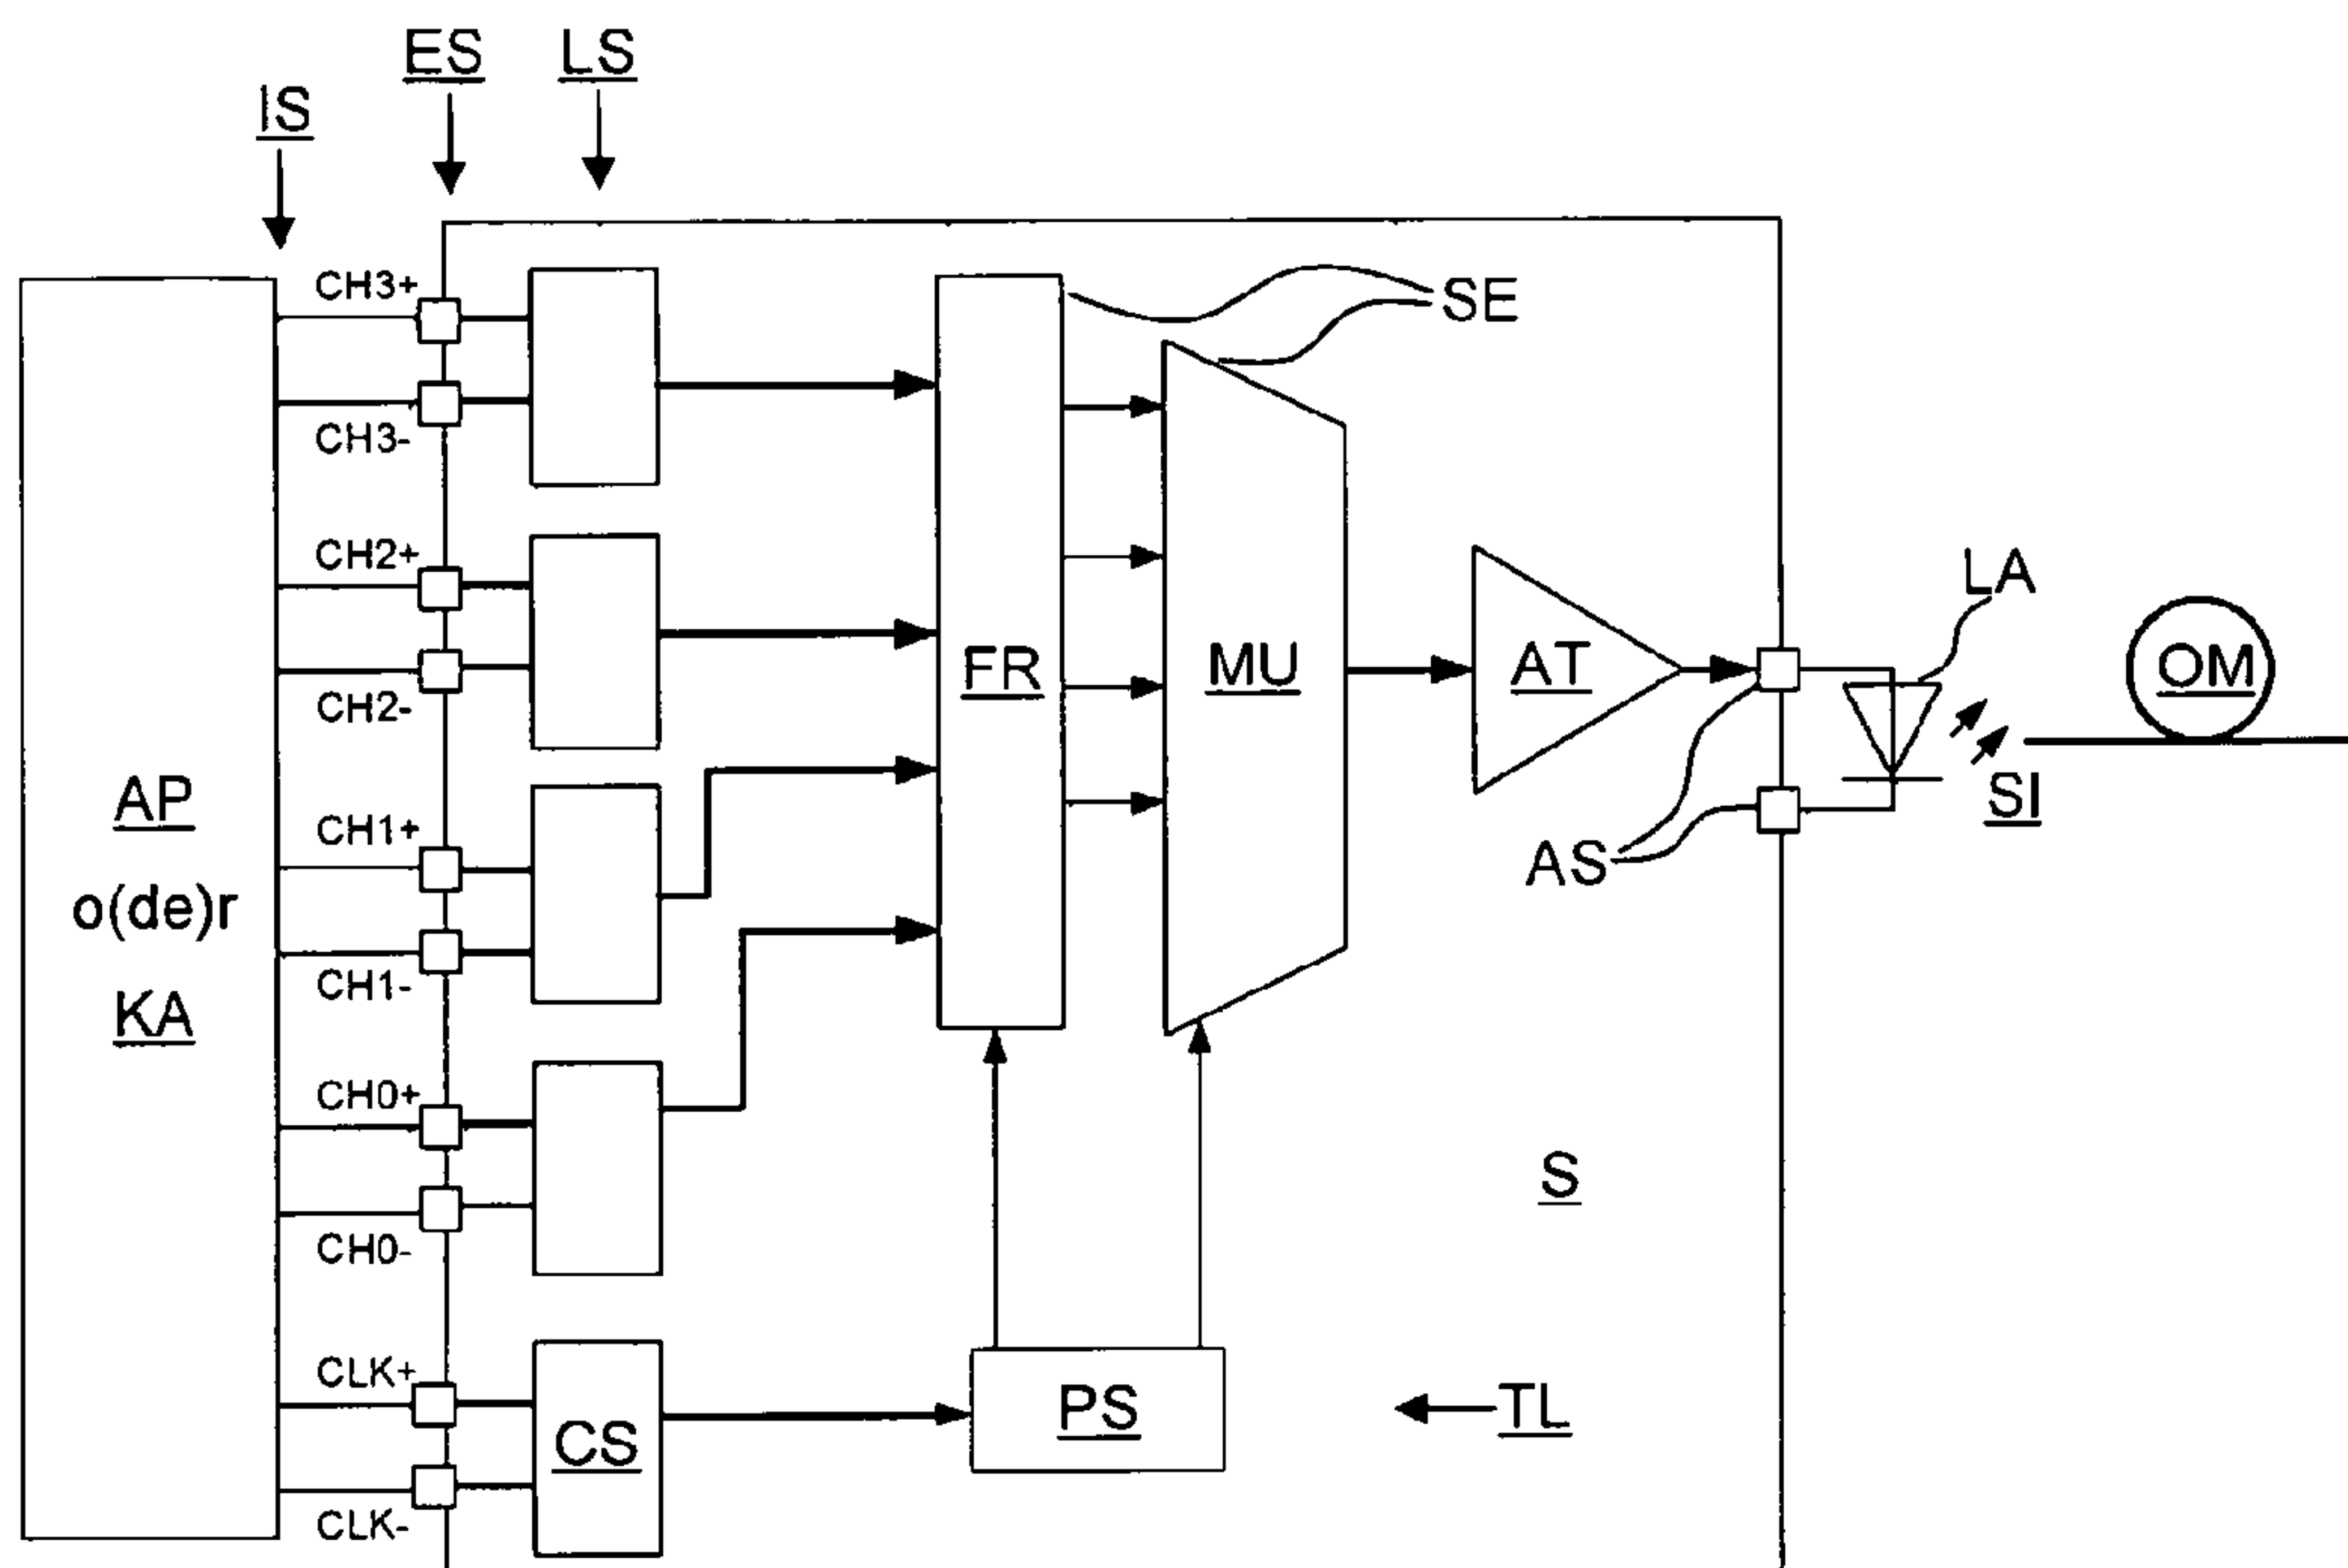 ES
LS
IS
CH3+
SE
CH3-
CH2+
LA
FR
MU
AT
OM
CH2-
AP
SI
CH1+
AS
o(de)r
CH1-
KA
CH0+
S
CH0-
CLK+
PS
TL
CS
CLK-